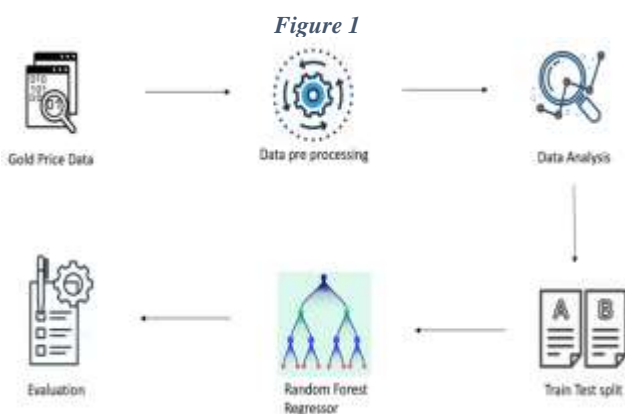 Figure 1
Gold Price Data
Data pre processing
Data Analysis
A B
Train Test split
Random Forest
Regressor
Evaluation